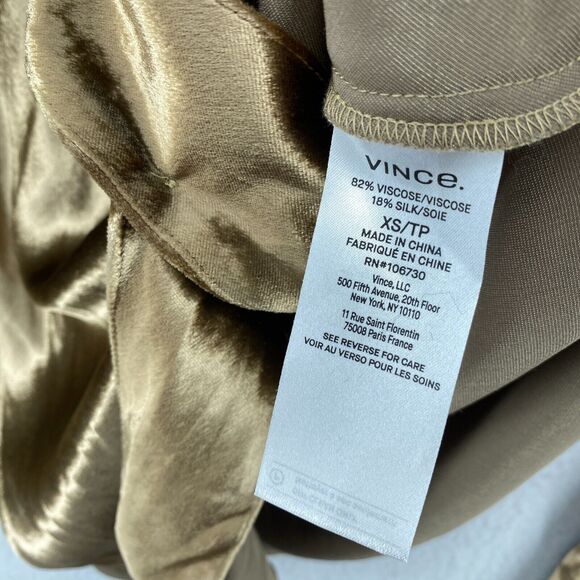 VINCE.
82% VISCOSE/VISCOSE
18% SILK/SOIE
XS/TP
MADE IN CHINA
FABRIQUÉ EN CHINE
RN#106730
Vince, LLC
500 Fifth Avenue, 20th Floor
New York, NY 10110
11 Rue Saint Florentin
75008 Paris France
SEE REVERSE FOR CARE
VOIR AU VERSO POUR LES SOINS